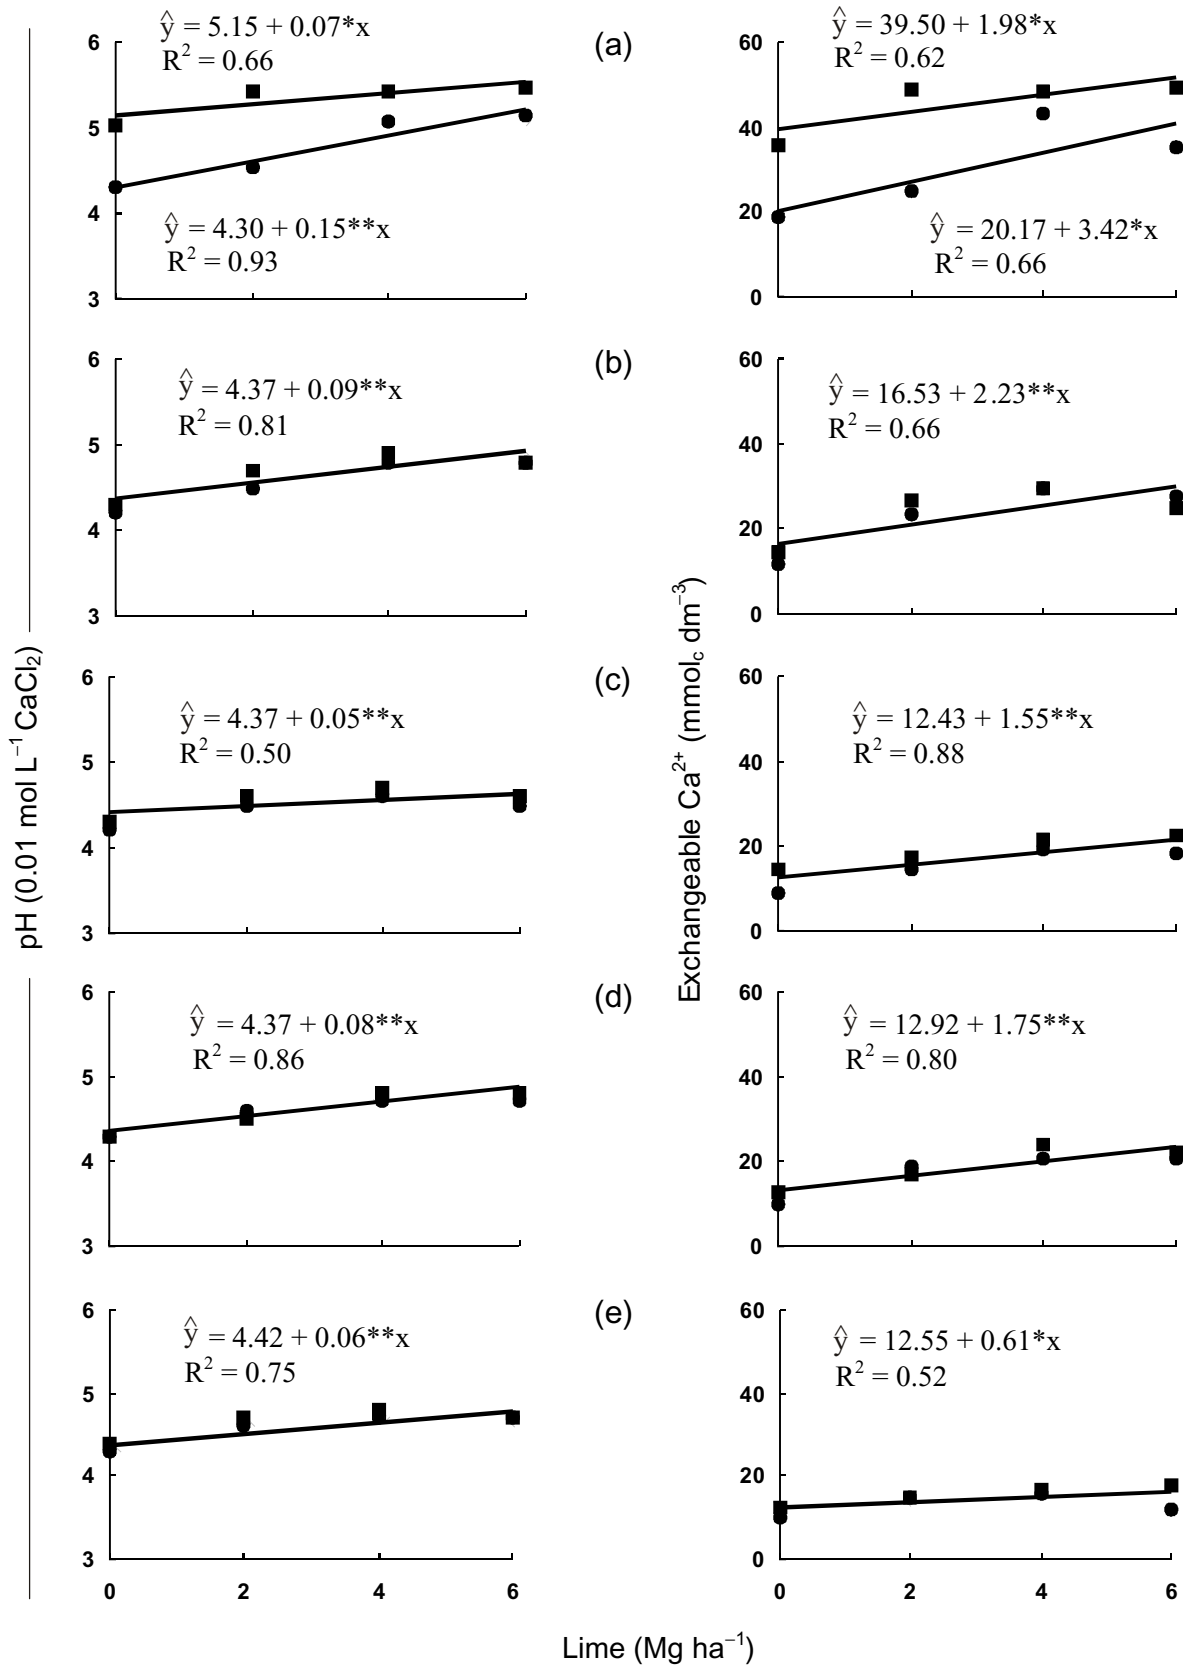 pH (0.01 mol L⁻¹ CaCl₂)
Exchangeable Ca²⁺ (mmol_c dm⁻³)
(a)
ŷ = 5.15 + 0.07*x
R² = 0.66
ŷ = 4.30 + 0.15**x
R² = 0.93
6
5
4
3
ŷ = 39.50 + 1.98*x
R² = 0.62
ŷ = 20.17 + 3.42*x
R² = 0.66
60
40
20
0
(b)
ŷ = 4.37 + 0.09**x
R² = 0.81
6
5
4
3
ŷ = 16.53 + 2.23**x
R² = 0.66
60
40
20
0
(c)
ŷ = 4.37 + 0.05**x
R² = 0.50
6
5
4
3
ŷ = 12.43 + 1.55**x
R² = 0.88
60
40
20
0
(d)
ŷ = 4.37 + 0.08**x
R² = 0.86
6
5
4
3
ŷ = 12.92 + 1.75**x
R² = 0.80
60
40
20
0
(e)
ŷ = 4.42 + 0.06**x
R² = 0.75
6
5
4
3
ŷ = 12.55 + 0.61*x
R² = 0.52
60
40
20
0
0 2 4 6 0 2 4 6
Lime (Mg ha⁻¹)